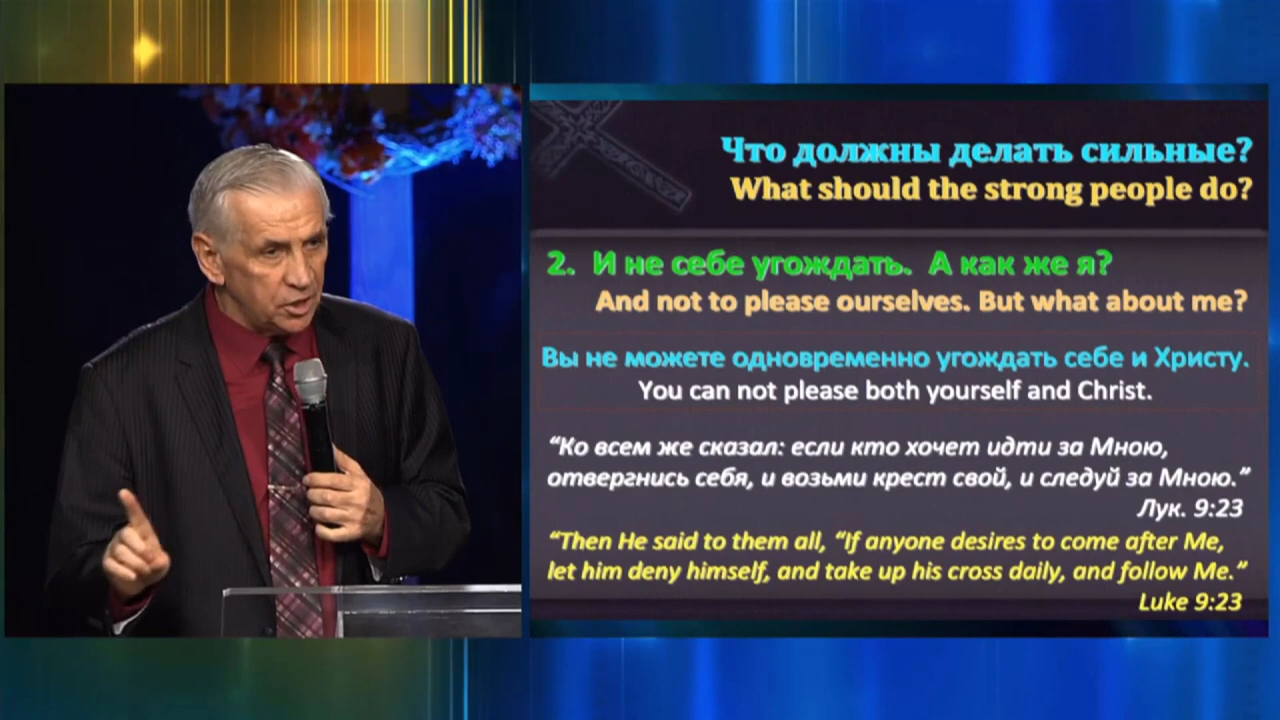 Что должны делать сильные?
What should the strong people do?
2. И не себе угождать. А как же я?
And not to please ourselves. But what about me?
Вы не можете одновременно угождать себе и Христу.
You can not please both yourself and Christ.
“Ко всем же сказал: если кто хочет идти за Мною,
отвергнись себя, и возьми крест свой, и следуй за Мною.”
Лук. 9:23
“Then He said to them all, “If anyone desires to come after Me,
let him deny himself, and take up his cross daily, and follow Me.”
Luke 9:23